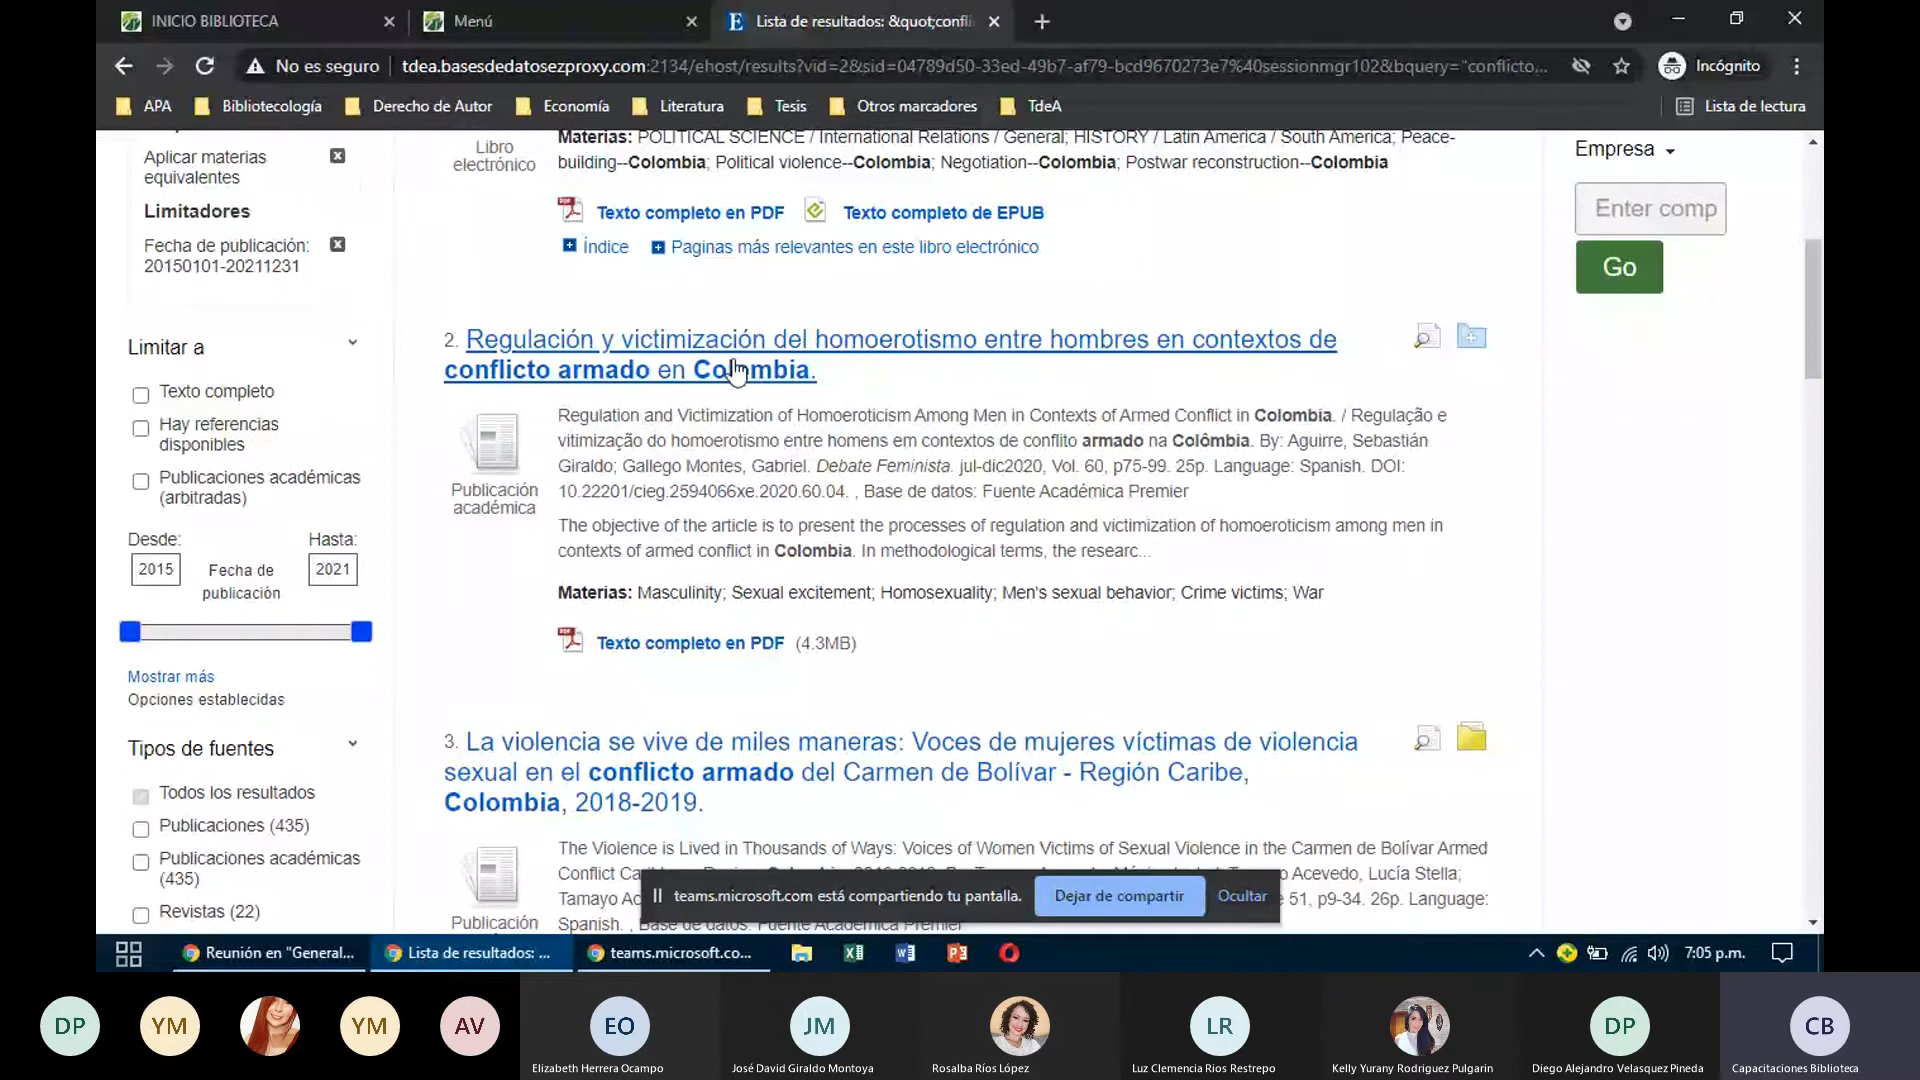 INICIO BIBLIOTECA
Menú
Lista de resultados: &quot;confli
No es seguro
tdea.basesdedatosezproxy.com:2134/ehost/results?vid=2&sid=04789d50-33ed-49b7-af79-bcd9670273e7%40sessionmgr102&bquery="conflicto...
Incógnito
APA
Bibliotecología
Derecho de Autor
Economía
Literatura
Tesis
Otros marcadores
TdeA
Lista de lectura
Aplicar materias
equivalentes
Limitadores
Fecha de publicación:
20150101-20211231
Limitar a
Texto completo
Hay referencias
disponibles
Publicaciones académicas
(arbitradas)
Desde:
Hasta:
2015
Fecha de
publicación
2021
Mostrar más
Opciones establecidas
Tipos de fuentes
Todos los resultados
Publicaciones (435)
Publicaciones académicas
(435)
Revistas (22)
Libro
electrónico
Materias: POLITICAL SCIENCE / International Relations / General; HISTORY / Latin America / South America; Peace-
building--Colombia; Political violence--Colombia; Negotiation--Colombia; Postwar reconstruction--Colombia
Texto completo en PDF
Texto completo de EPUB
Índice
Paginas más relevantes en este libro electrónico
2. Regulación y victimización del homoerotismo entre hombres en contextos de
conflicto armado en Colombia.
Publicación
académica
Regulation and Victimization of Homoeroticism Among Men in Contexts of Armed Conflict in Colombia. / Regulação e
vitimização do homoerotismo entre homens em contextos de conflito armado na Colômbia. By: Aguirre, Sebastián
Giraldo; Gallego Montes, Gabriel. Debate Feminista. jul-dic2020, Vol. 60, p75-99. 25p. Language: Spanish. DOI:
10.22201/cieg.2594066xe.2020.60.04. , Base de datos: Fuente Académica Premier
The objective of the article is to present the processes of regulation and victimization of homoeroticism among men in
contexts of armed conflict in Colombia. In methodological terms, the researc...
Materias: Masculinity; Sexual excitement; Homosexuality; Men's sexual behavior; Crime victims; War
PDF
Texto completo en PDF (4.3MB)
3. La violencia se vive de miles maneras: Voces de mujeres víctimas de violencia
sexual en el conflicto armado del Carmen de Bolívar - Región Caribe,
Colombia, 2018-2019.
Publicación
The Violence is Lived in Thousands of Ways: Voices of Women Victims of Sexual Violence in the Carmen de Bolívar Armed
Conflict
Acevedo, Lucía Stella;
Tamayo
51, p9-34. 26p. Language:
Spanish. , Base de datos: Fuente Académica Premier
Empresa
Enter comp
Go
teams.microsoft.com está compartiendo tu pantalla.
Dejar de compartir
Ocultar
Reunión en "General...
Lista de resultados: ...
teams.microsoft.co...
7:05 p.m.
DP
YM
YM
AV
EO
JM
LR
DP
CB
Elizabeth Herrera Ocampo
José David Giraldo Montoya
Rosalba Ríos López
Luz Clemencia Rios Restrepo
Kelly Yurany Rodriguez Pulgarin
Diego Alejandro Velasquez Pineda
Capacitaciones Biblioteca